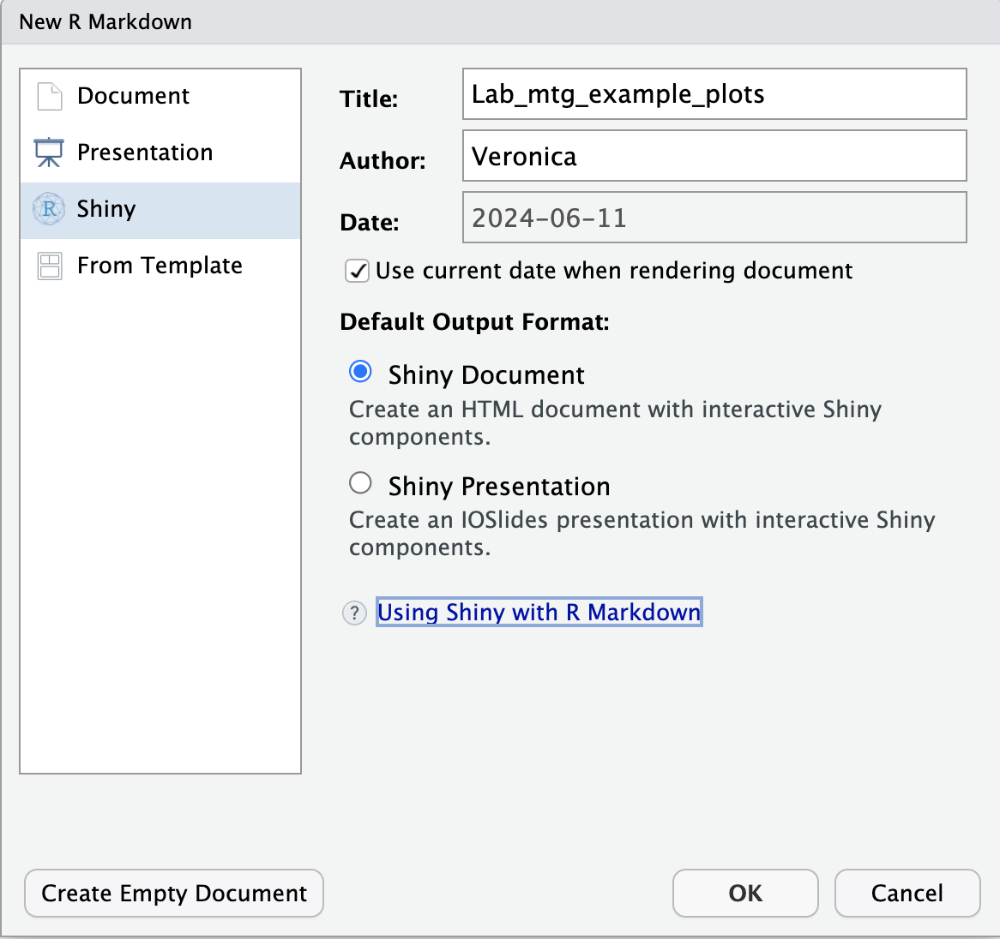 New R Markdown
Document
Presentation
Shiny
From Template
Title: Lab_mtg_example_plots
Author: Veronica
Date: 2024-06-11
Use current date when rendering document
Default Output Format:
Shiny Document
Create an HTML document with interactive Shiny
components.
Shiny Presentation
Create an IOSlides presentation with interactive Shiny
components.
? Using Shiny with R Markdown
Create Empty Document OK Cancel